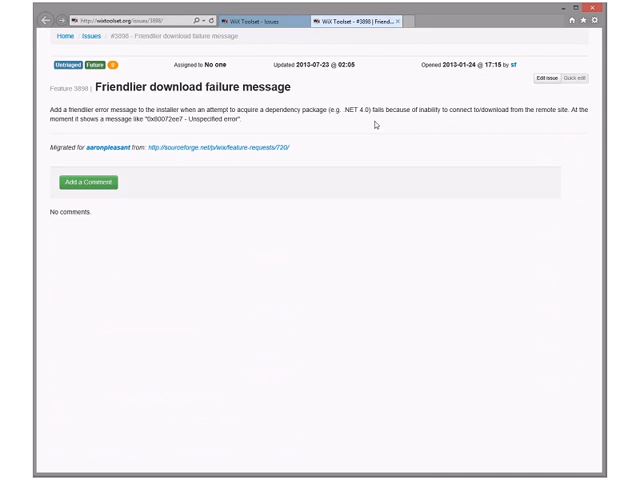 http://wixtoolset.org/issues/3898/
WiX Toolset - Issues
WiX Toolset - #3898 | Friend...
Home / Issues / #3898 - Friendlier download failure message
Untriaged Future
Assigned to No one
Updated 2013-07-23 @ 02:05
Opened 2013-01-24 @ 17:15 by sf
Edit issue Quick edit
Feature 3898 | Friendlier download failure message
Add a friendlier error message to the installer when an attempt to acquire a dependency package (e.g. .NET 4.0) fails because of inability to connect to/download from the remote site. At the
moment it shows a message like "0x80072ee7 - Unspecified error".
Migrated for aaronpleasant from: http://sourceforge.net/p/wix/feature-requests/720/
Add a Comment
No comments.